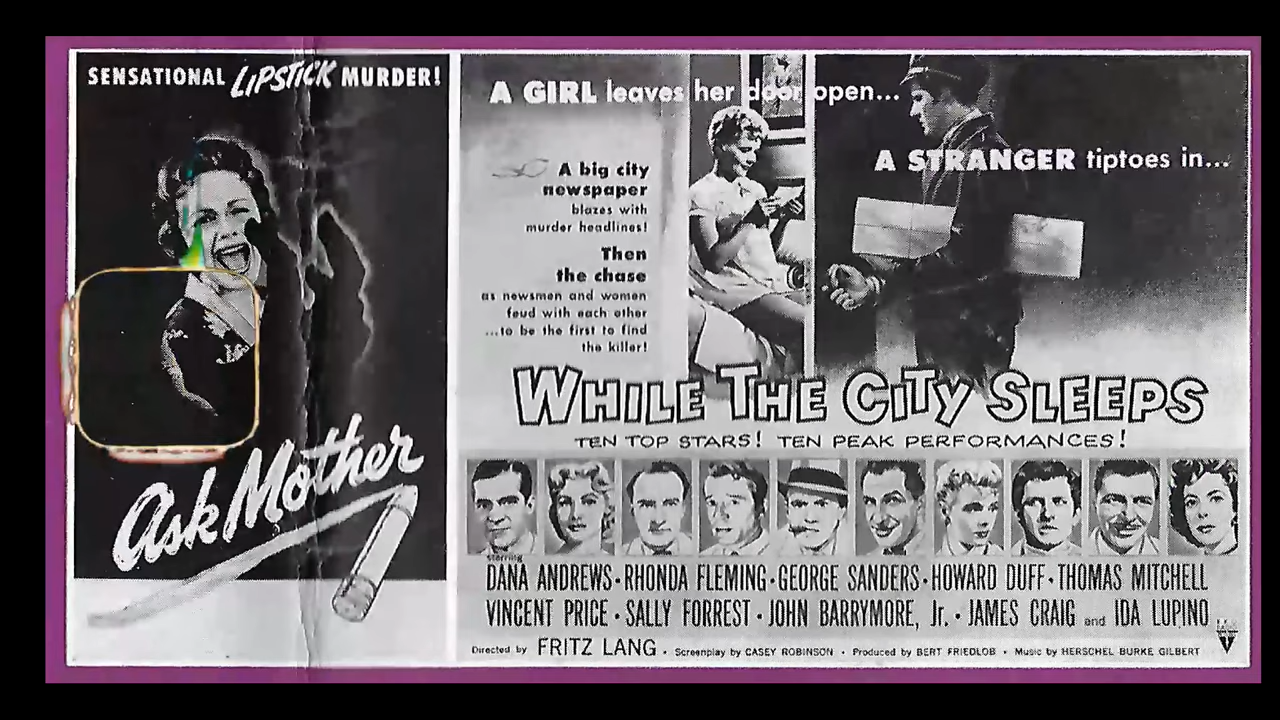 SENSATIONAL LIPSTICK MURDER!
Ask Mother
A GIRL leaves her door open...
A STRANGER tiptoes in...
A big city
newspaper
blazes with
murder headlines!
Then
the chase
as newsmen and women
feud with each other
...to be the first to find
the killer!
WHILE THE CITY SLEEPS
TEN TOP STARS! TEN PEAK PERFORMANCES!
starring
DANA ANDREWS · RHONDA FLEMING · GEORGE SANDERS · HOWARD DUFF · THOMAS MITCHELL
VINCENT PRICE · SALLY FORREST · JOHN BARRYMORE, Jr. · JAMES CRAIG and IDA LUPINO
Directed by FRITZ LANG · Screenplay by CASEY ROBINSON · Produced by BERT FRIEDLOB · Music by HERSCHEL BURKE GILBERT